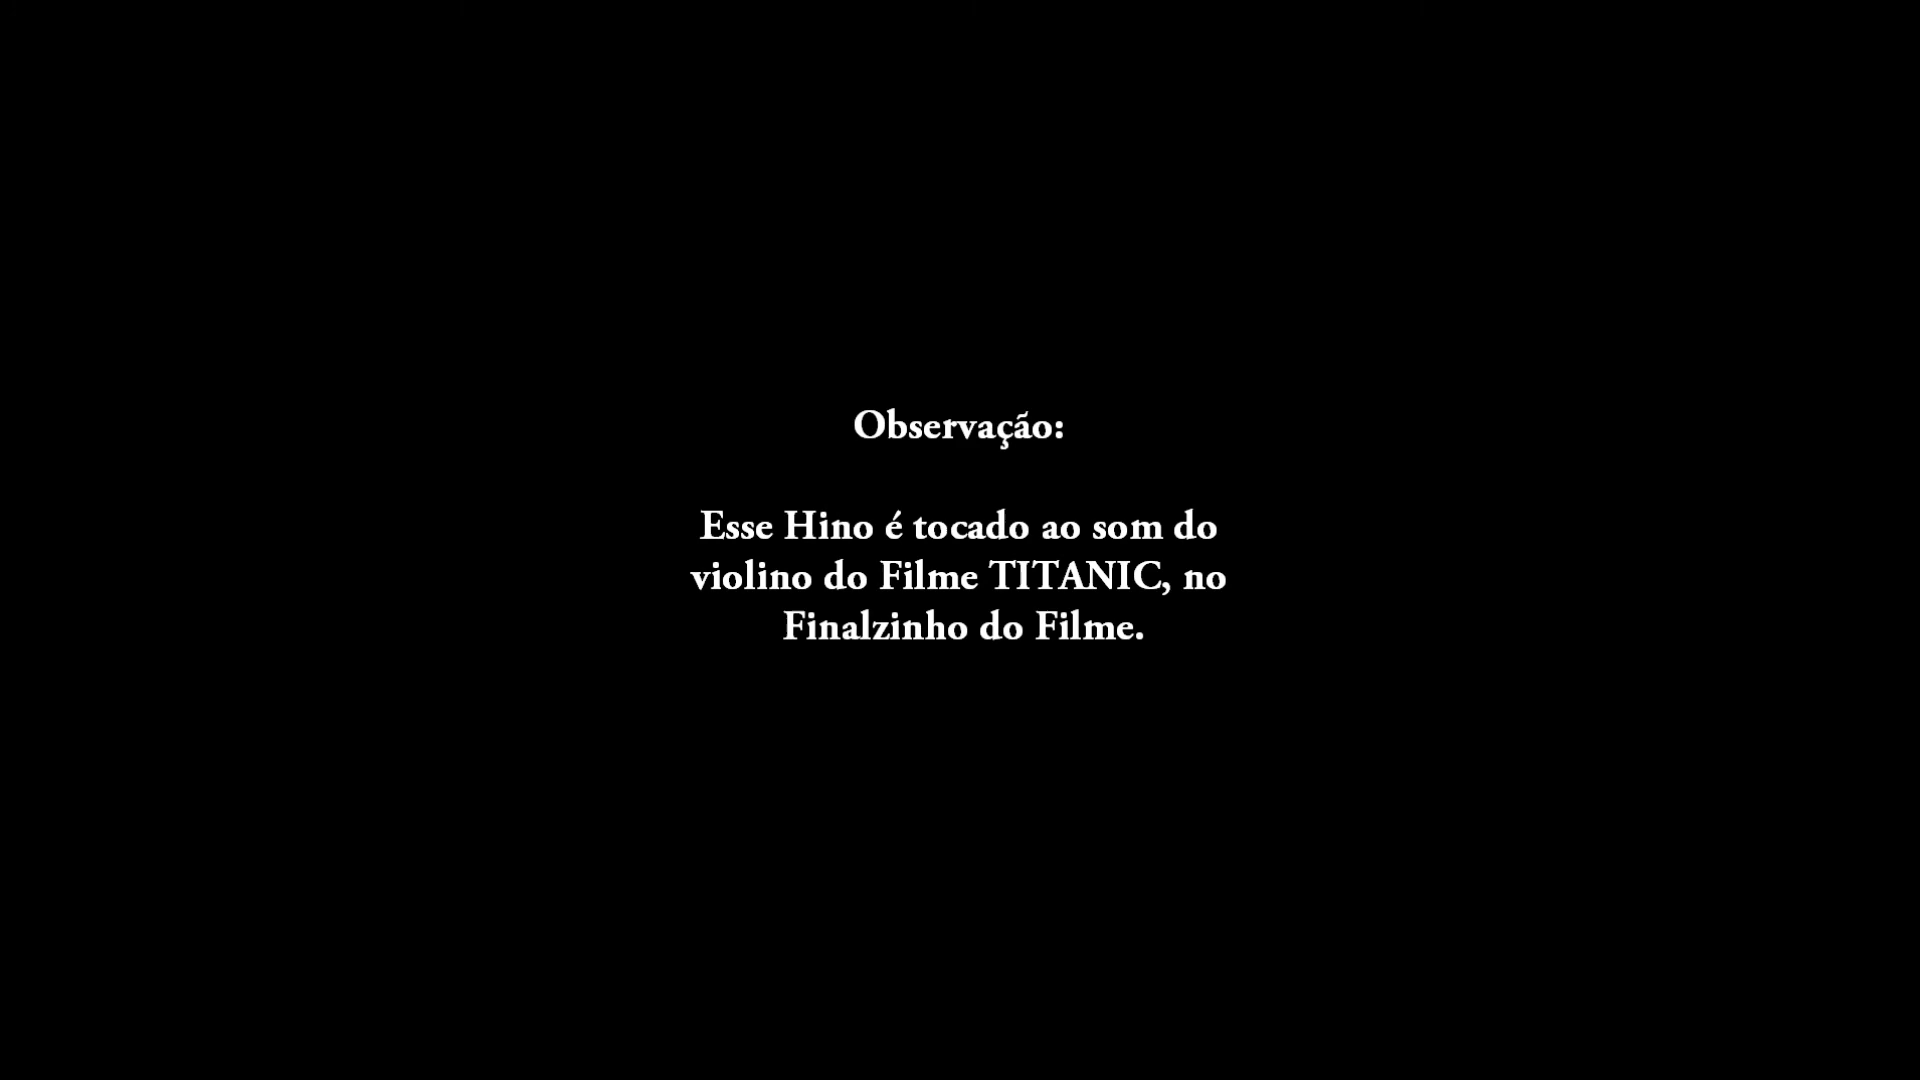 Observação:
Esse Hino é tocado ao som do
violino do Filme TITANIC, no
Finalzinho do Filme.